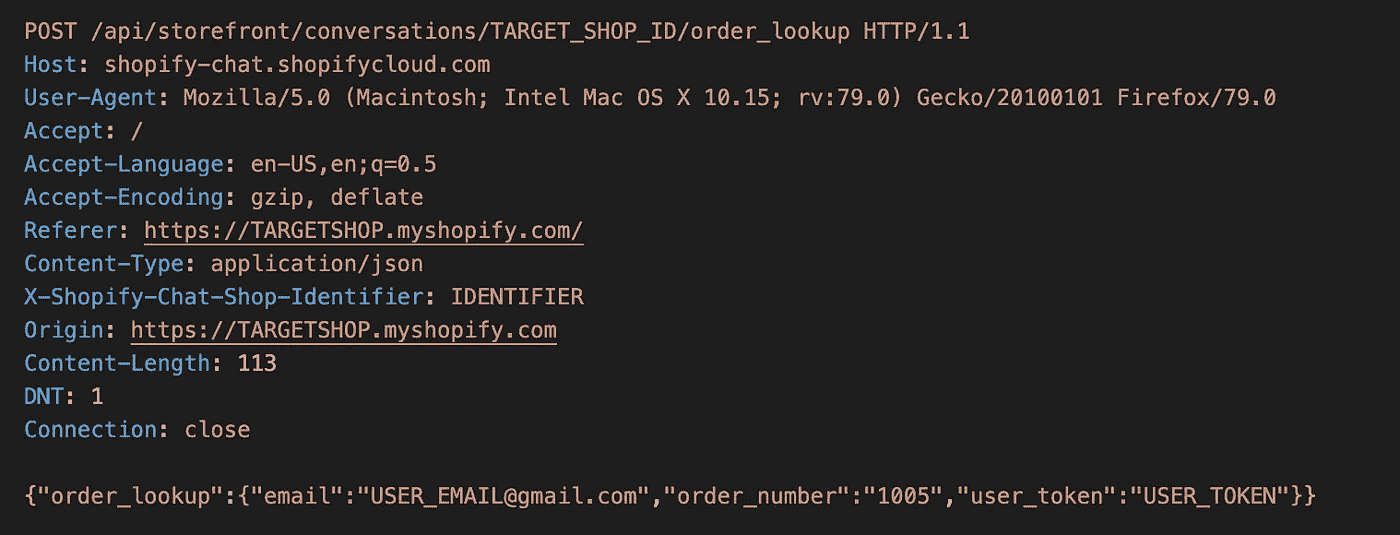 POST /api/storefront/conversations/TARGET_SHOP_ID/order_lookup HTTP/1.1
Host: shopify-chat.shopifycloud.com
User-Agent: Mozilla/5.0 (Macintosh; Intel Mac OS X 10.15; rv:79.0) Gecko/20100101 Firefox/79.0
Accept: /
Accept-Language: en-US,en;q=0.5
Accept-Encoding: gzip, deflate
Referer: https://TARGETSHOP.myshopify.com/
Content-Type: application/json
X-Shopify-Chat-Shop-Identifier: IDENTIFIER
Origin: https://TARGETSHOP.myshopify.com
Content-Length: 113
DNT: 1
Connection: close
{"order_lookup":{"email":"USER_EMAIL@gmail.com","order_number":"1005","user_token":"USER_TOKEN"}}